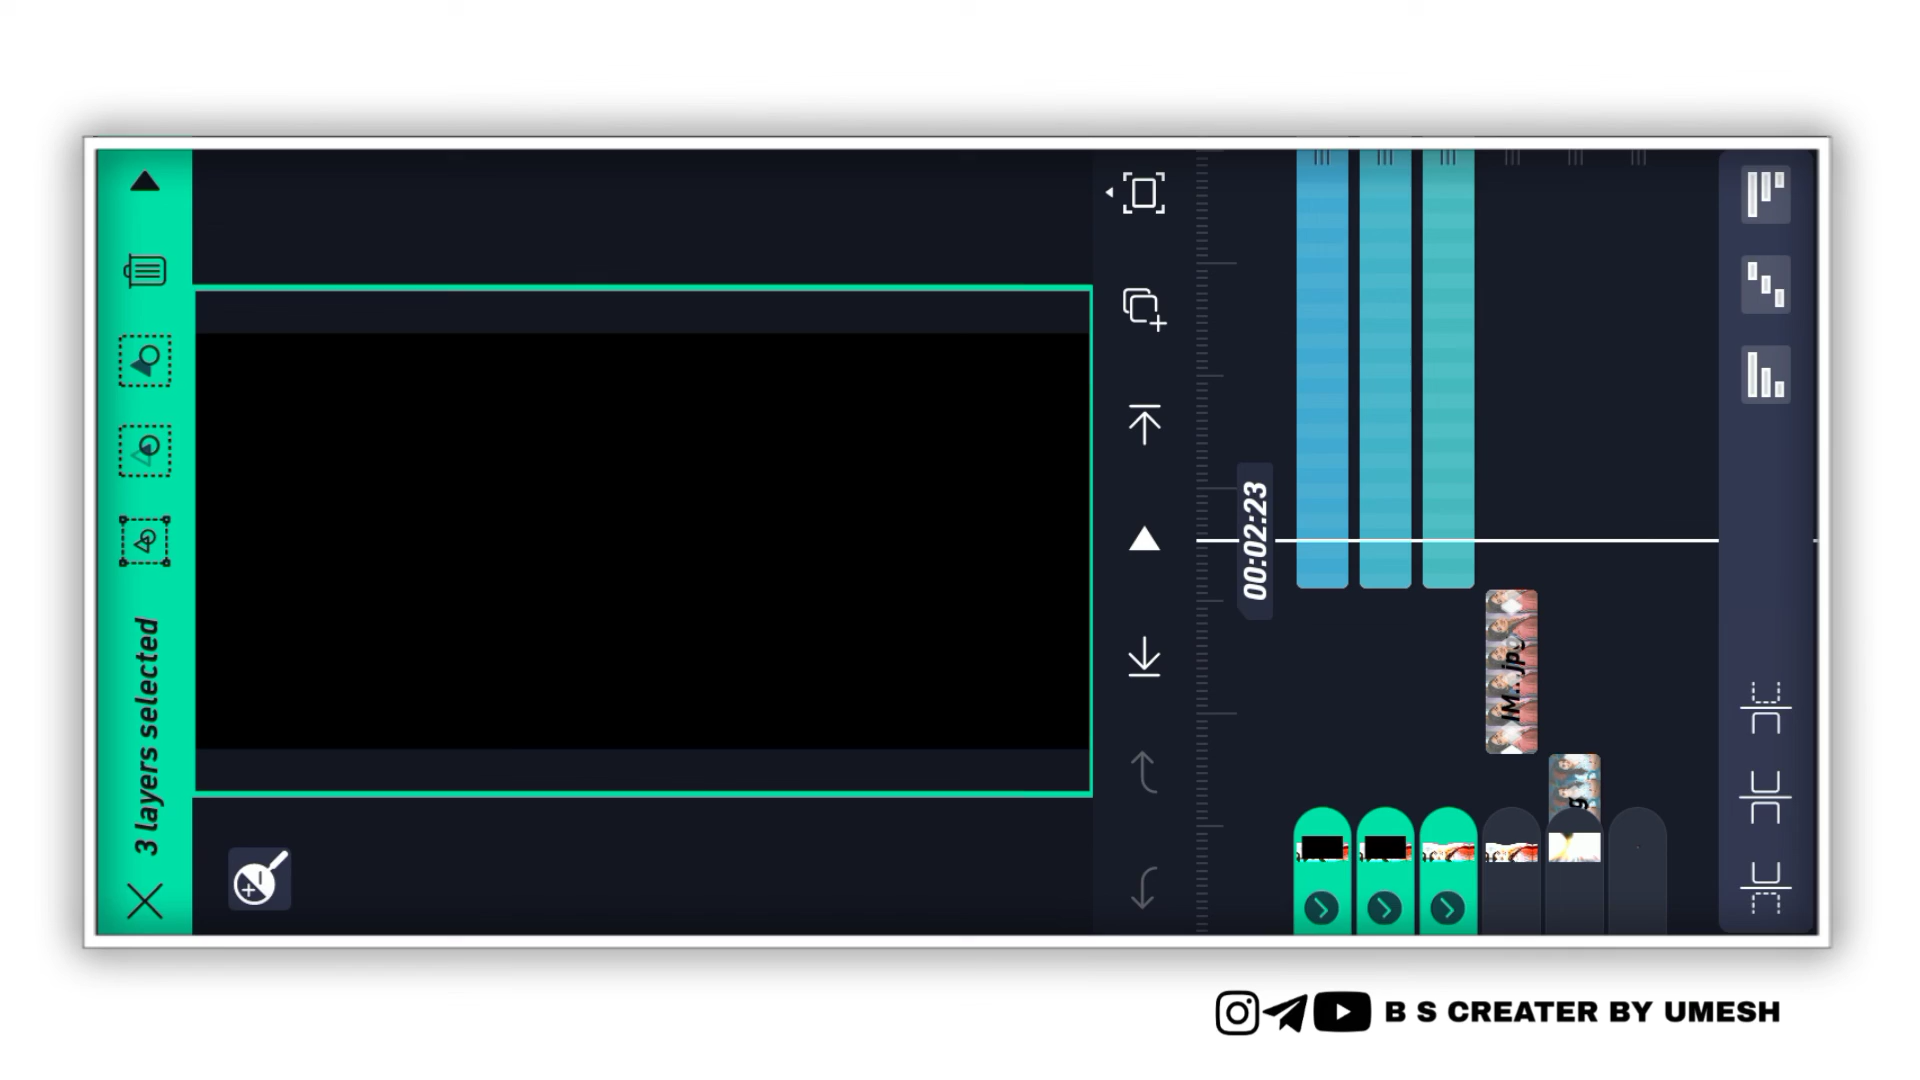 3 layers selected
00:02:23
IM...jpg
g
B S CREATER BY UMESH